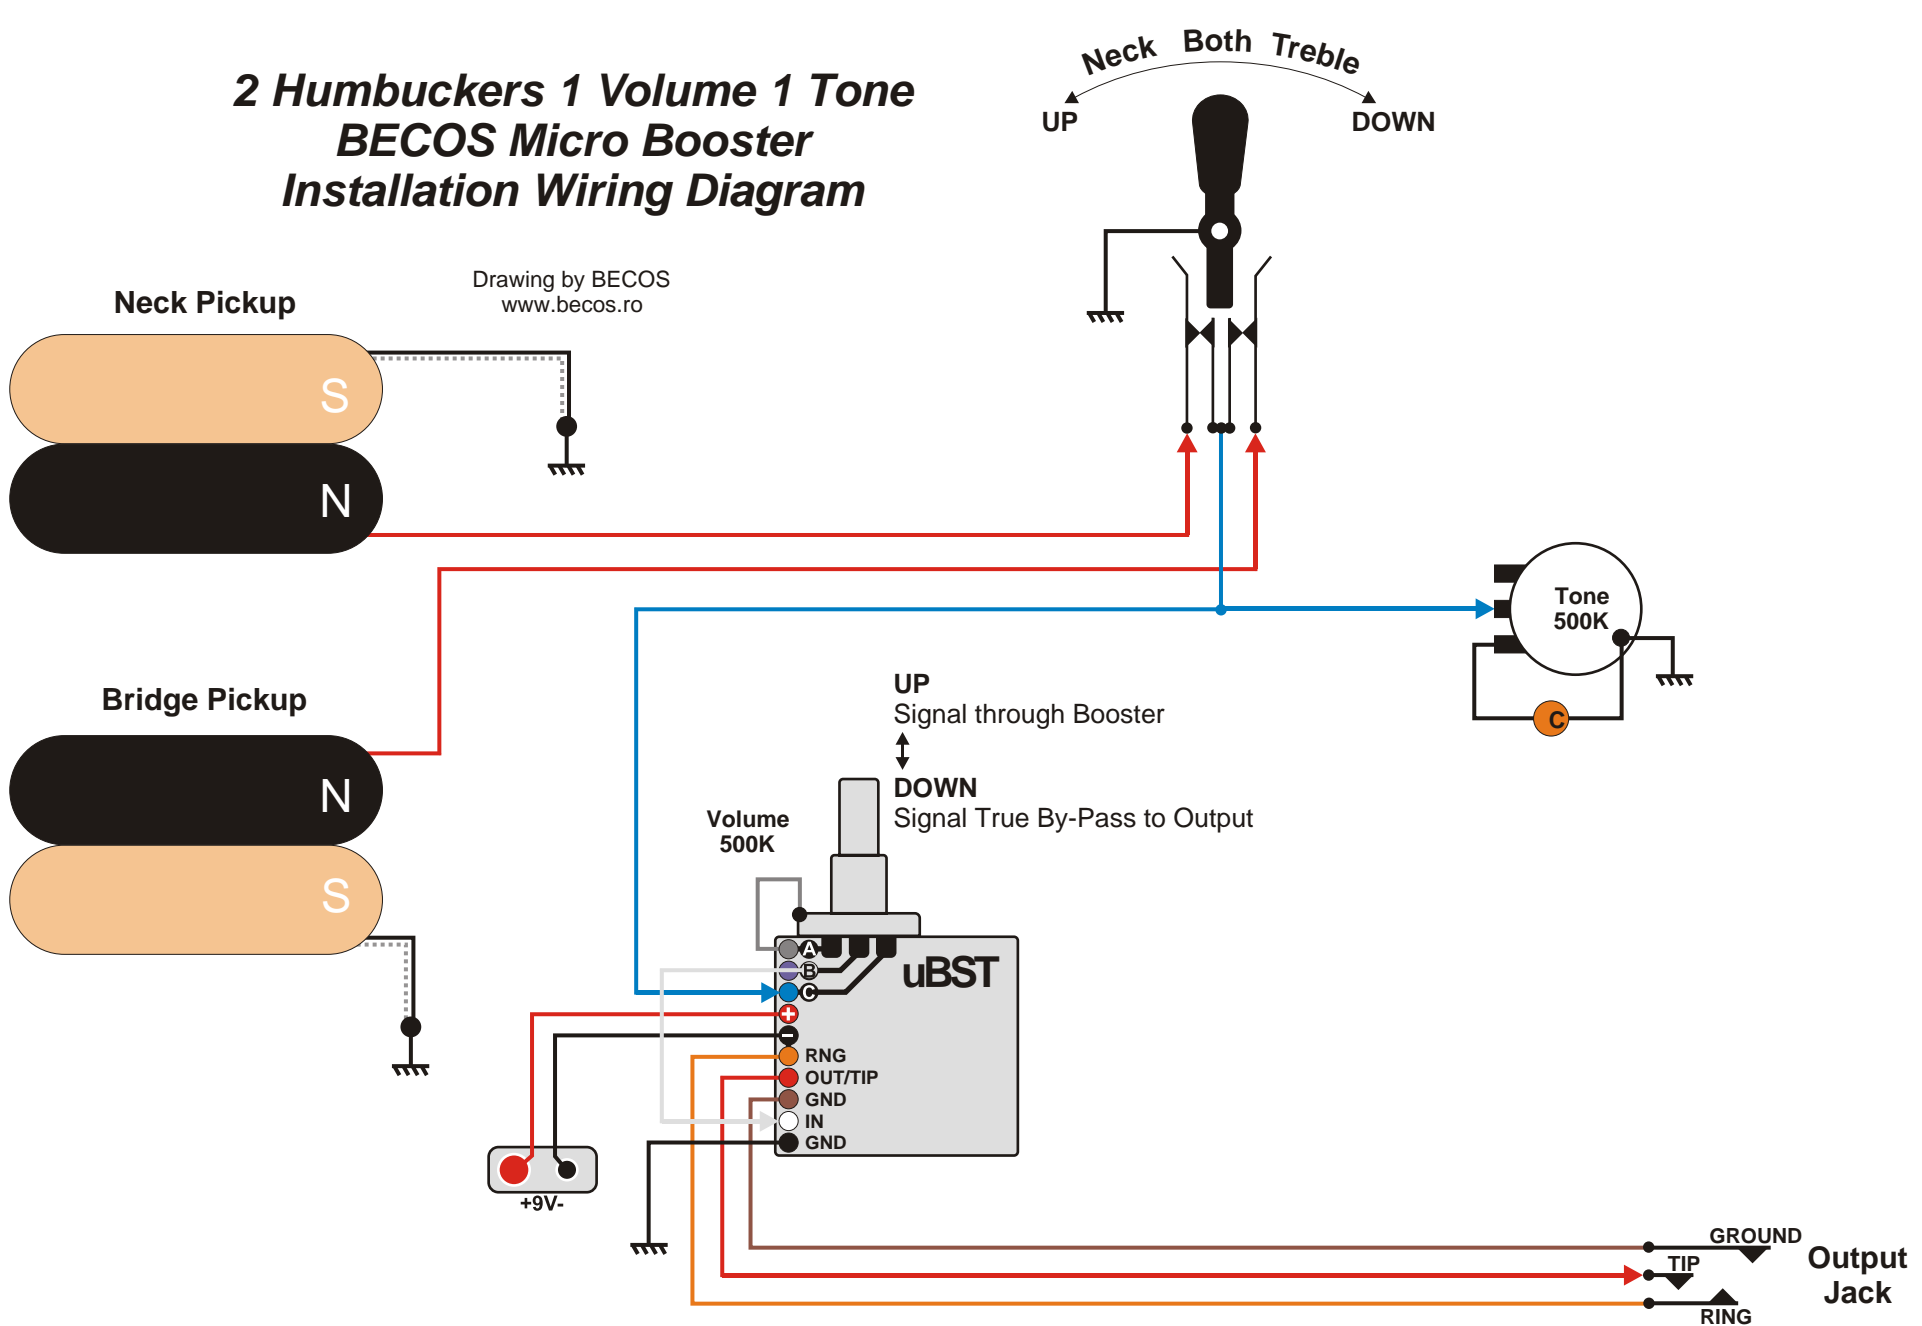 2 Humbuckers 1 Volume 1 Tone
BECOS Micro Booster
Installation Wiring Diagram
Drawing by BECOS
www.becos.ro
Neck Both Treble
UP
DOWN
Neck Pickup
S
N
Tone
500K
C
Bridge Pickup
N
S
UP
Signal through Booster
DOWN
Signal True By-Pass to Output
Volume
500K
uBST
A
B
C
+
-
RNG
OUT/TIP
GND
IN
GND
+9V-
GROUND
TIP
RING
Output
Jack